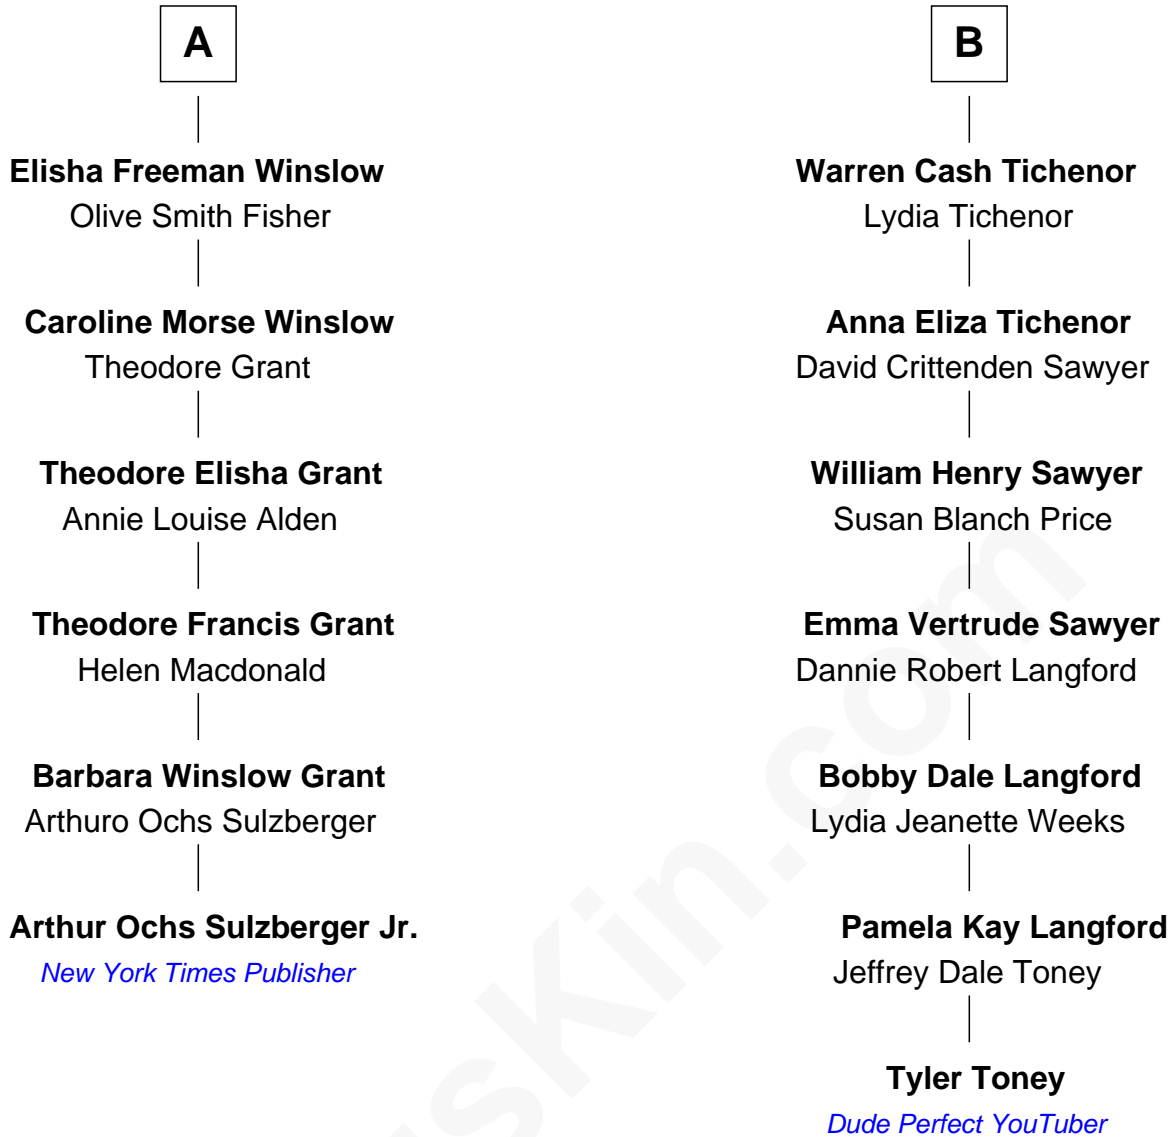 A
Elisha Freeman Winslow
Olive Smith Fisher
Caroline Morse Winslow
Theodore Grant
Theodore Elisha Grant
Annie Louise Alden
Theodore Francis Grant
Helen Macdonald
Barbara Winslow Grant
Arthuro Ochs Sulzberger
Arthur Ochs Sulzberger Jr.
New York Times Publisher
B
Warren Cash Tichenor
Lydia Tichenor
Anna Eliza Tichenor
David Crittenden Sawyer
William Henry Sawyer
Susan Blanch Price
Emma Vertrude Sawyer
Dannie Robert Langford
Bobby Dale Langford
Lydia Jeanette Weeks
Pamela Kay Langford
Jeffrey Dale Toney
Tyler Toney
Dude Perfect YouTuber
sKin.com